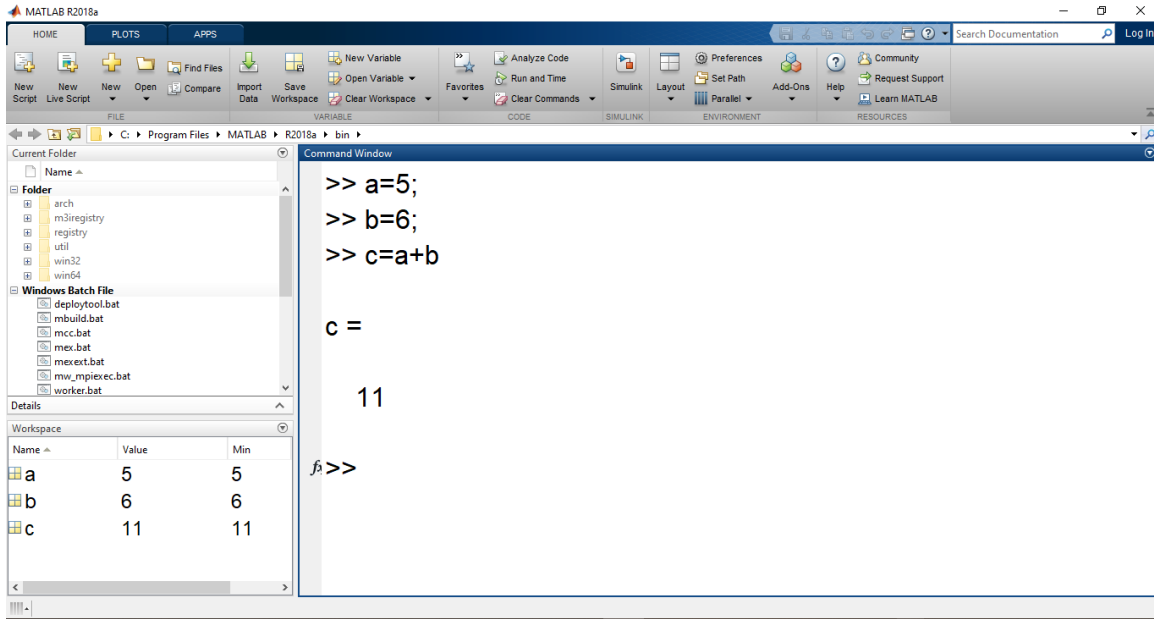 MATLAB R2018a
HOME PLOTS APPS
Search Documentation
Log In
New Script
New Live Script
New
Open
Find Files
Compare
Import Data
Save Workspace
New Variable
Open Variable
Clear Workspace
Favorites
Analyze Code
Run and Time
Clear Commands
Simulink
Layout
Preferences
Set Path
Parallel
Add-Ons
Help
Community
Request Support
Learn MATLAB
FILE VARIABLE CODE SIMULINK ENVIRONMENT RESOURCES
C: Program Files MATLAB R2018a bin
Current Folder
Name
Folder
arch
m3iregistry
registry
util
win32
win64
Windows Batch File
deploytool.bat
mbuild.bat
mcc.bat
mex.bat
mexext.bat
mw_mpiexec.bat
worker.bat
Details
Workspace
Name Value Min
a 5 5
b 6 6
c 11 11
Command Window
>> a=5;
>> b=6;
>> c=a+b
c =
11
fx >>